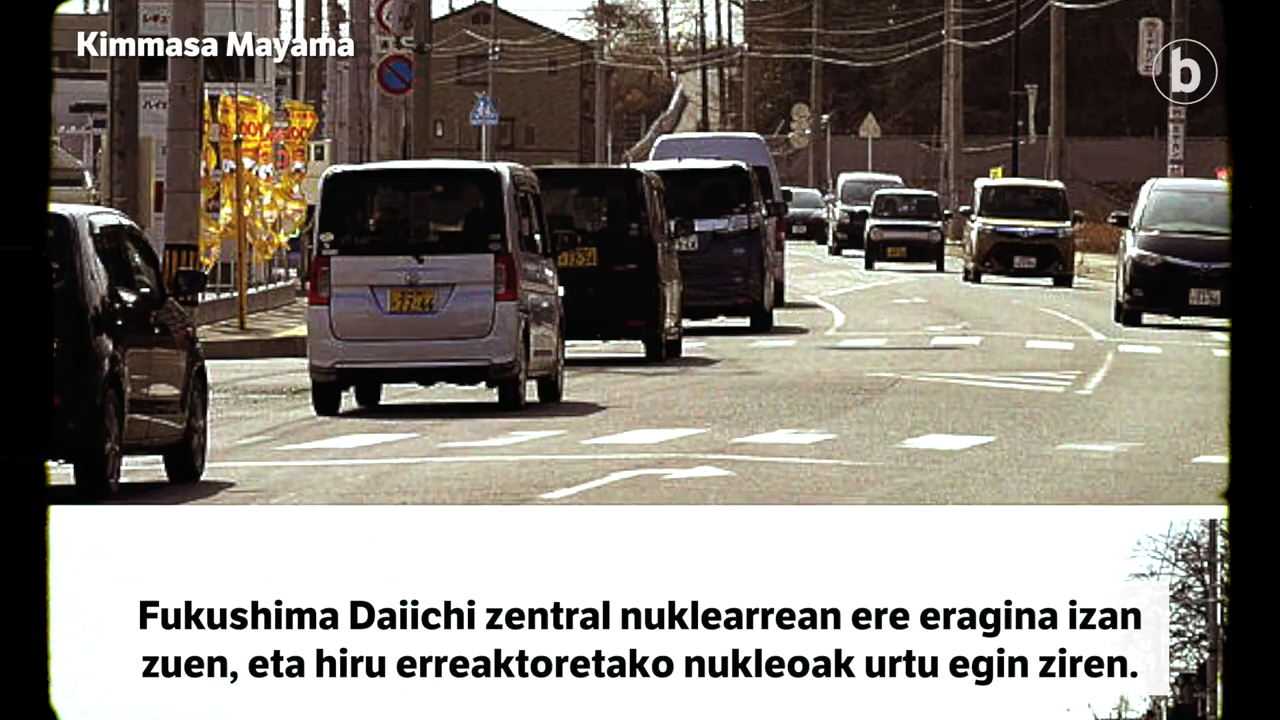 Kimmasa Mayama
b
Fukushima Daiichi zentral nuklearrean ere eragina izan
zuen, eta hiru erreaktoretako nukleoak urtu egin ziren.